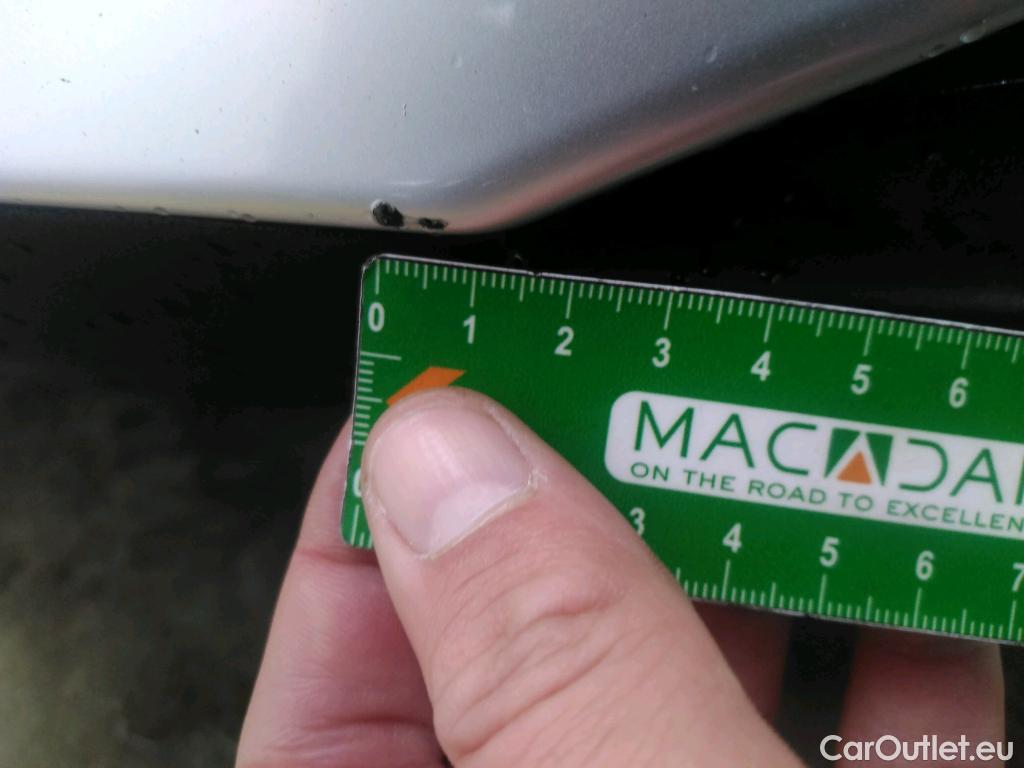 0 1 2 3 4 5 6
MACADA
ON THE ROAD TO EXCELLEN
3 4 5 6 7
CarOutlet.eu